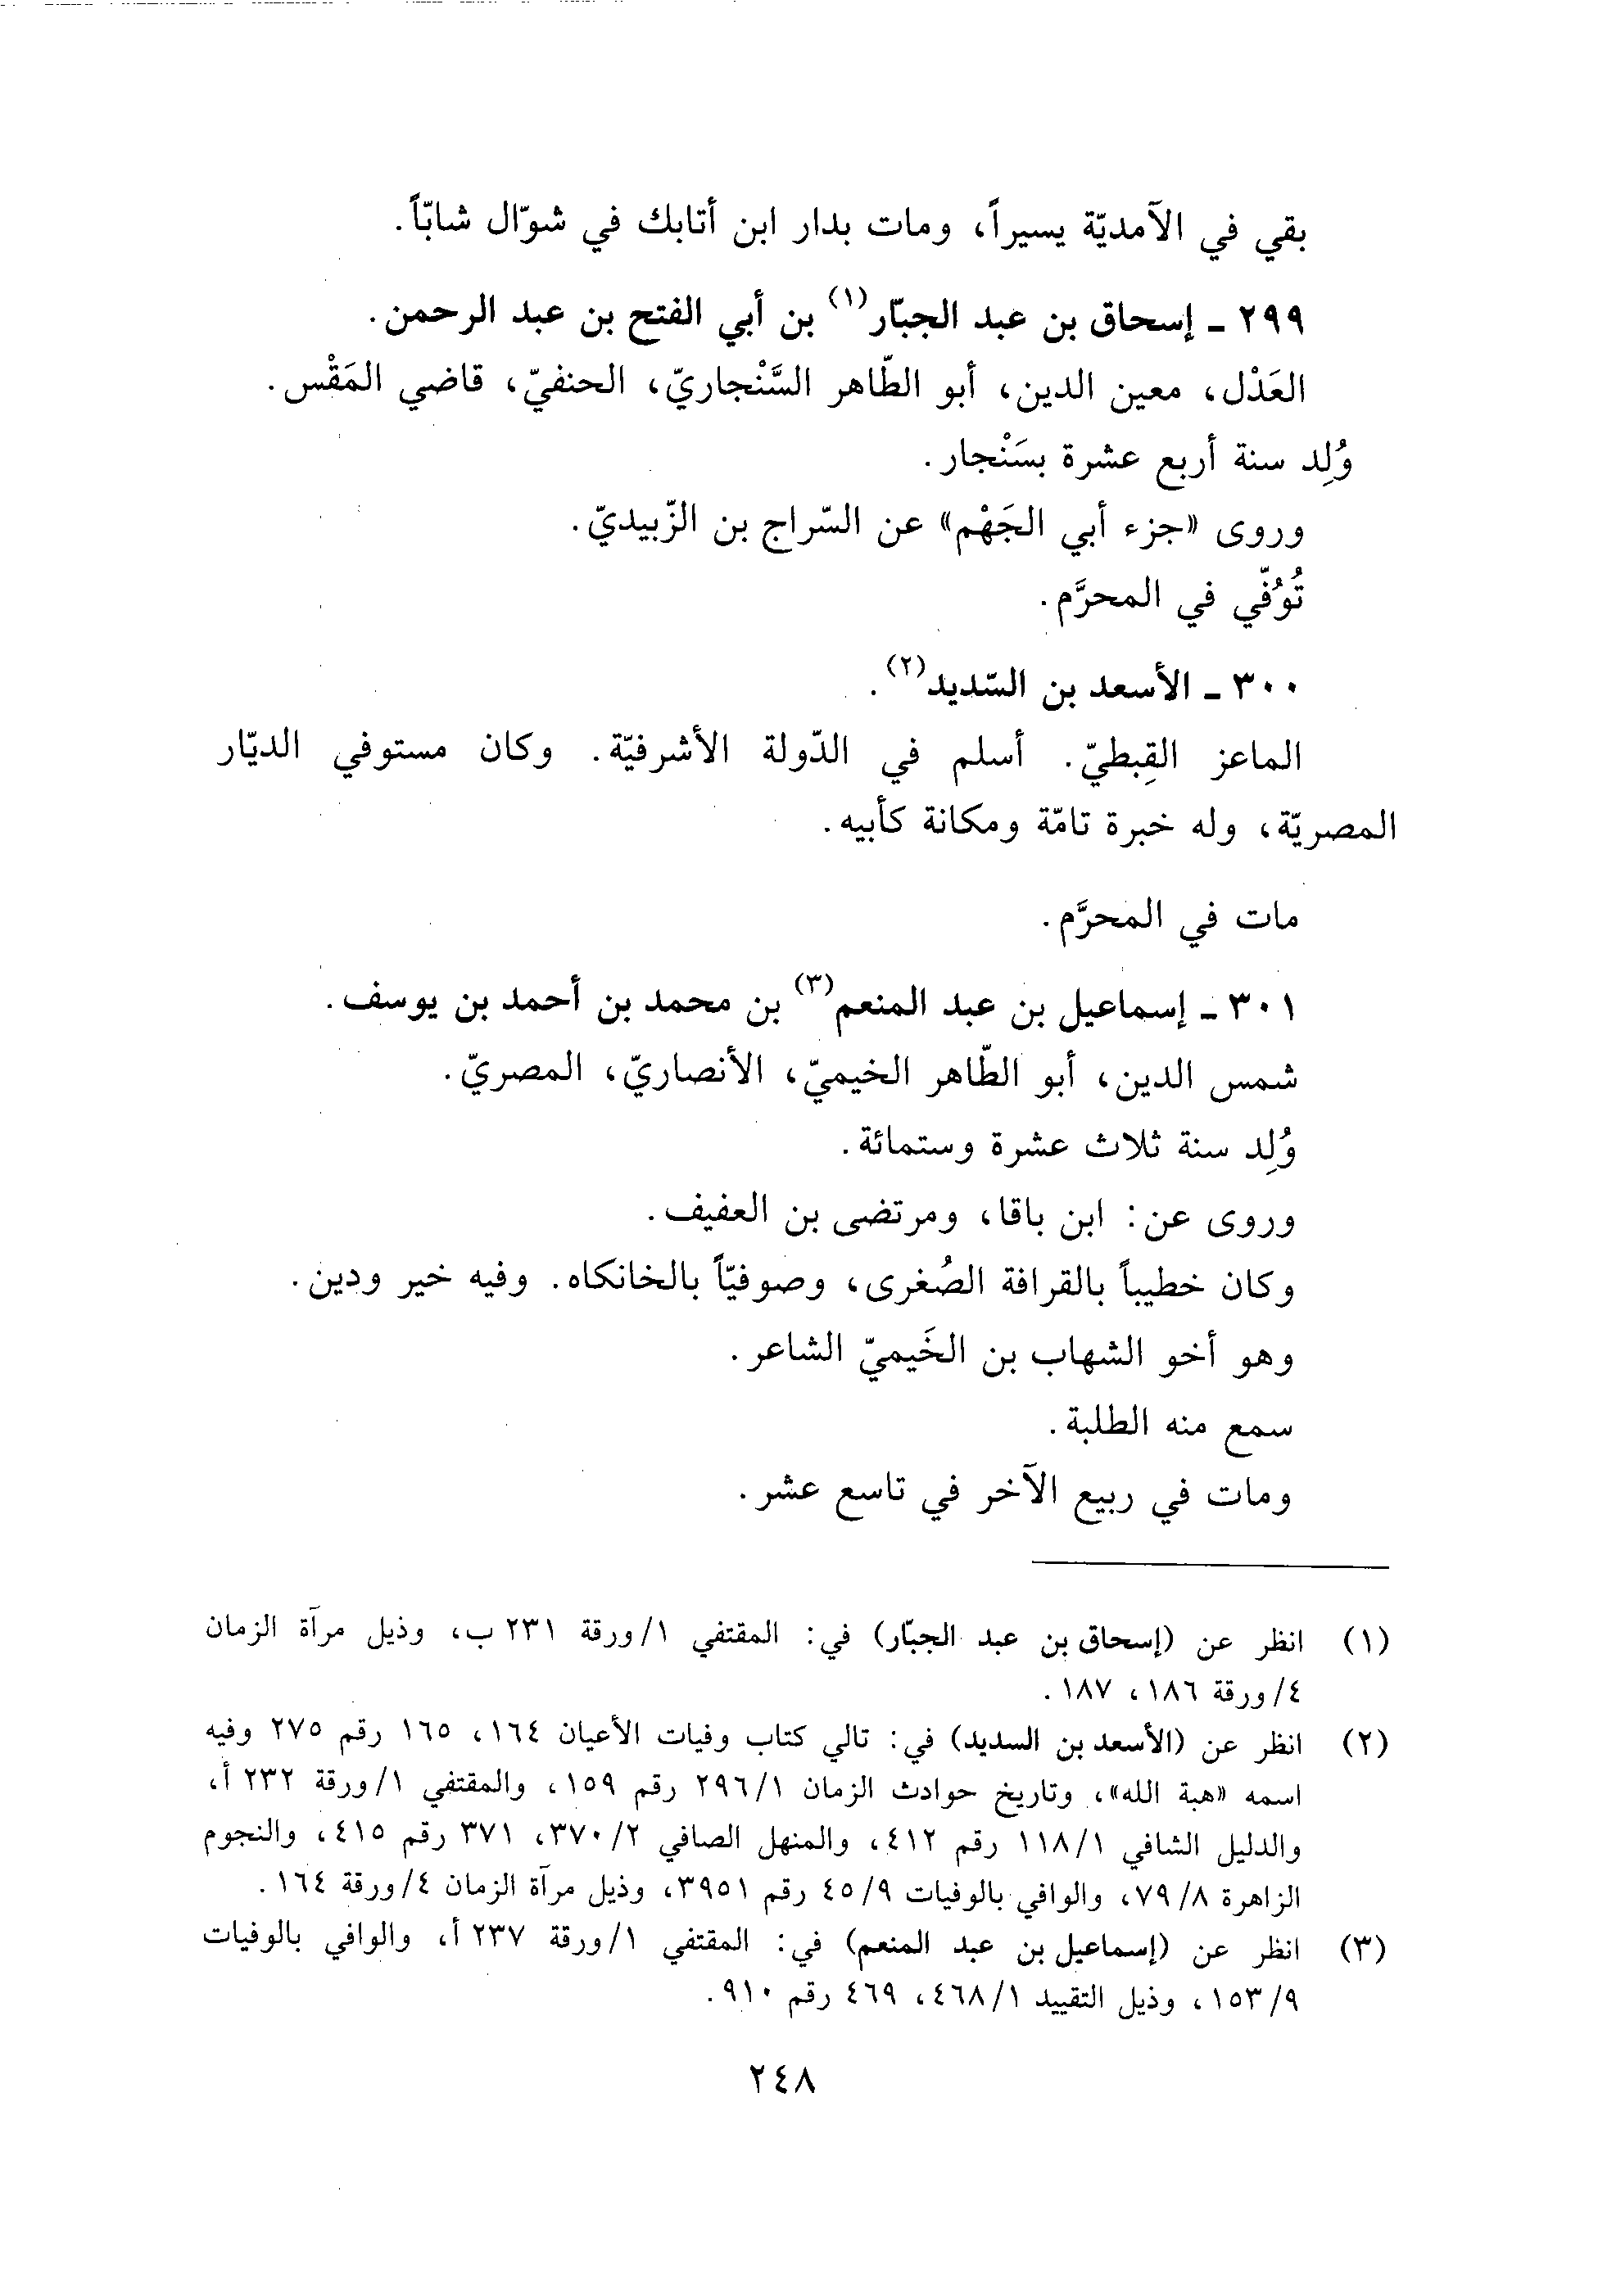 بقي في الآمديّة يسيراً، ومات بدار ابن أتابك في شوّال شابّاً.
٢٩٩ ـ إسحاق بن عبد الجبّار(١) بن أبي الفتح بن عبد الرحمن.
العَدْل، معين الدين، أبو الطّاهر السَّنْجاريّ، الحنفيّ، قاضي المَقْس.
وُلِد سنة أربع عشرة بسَنْجار.
وروى «جزء أبي الجَهْم» عن السّراج بن الزّبيديّ.
تُوُفّي في المحرَّم.
٣٠٠ ـ الأسعد بن السّديد(٢).
الماعز القِبطيّ. أسلم في الدّولة الأشرفيّة. وكان مستوفي الديّار
المصريّة، وله خبرة تامّة ومكانة كأبيه.
مات في المحرَّم.
٣٠١ ـ إسماعيل بن عبد المنعم(٣) بن محمد بن أحمد بن يوسف.
شمس الدين، أبو الطّاهر الخيميّ، الأنصاريّ، المصريّ.
وُلِد سنة ثلاث عشرة وستمائة.
وروى عن: ابن باقا، ومرتضى بن العفيف.
وكان خطيباً بالقرافة الصُغرى، وصوفيّاً بالخانكاه. وفيه خير ودين.
وهو أخو الشهاب بن الخَيميّ الشاعر.
سمع منه الطلبة.
ومات في ربيع الآخر في تاسع عشر.
(١) انظر عن (إسحاق بن عبد الجبّار) في: المقتفي ١/ورقة ٢٣١ ب، وذيل مرآة الزمان
٤/ورقة ١٨٦، ١٨٧.
(٢) انظر عن (الأسعد بن السديد) في: تالي كتاب وفيات الأعيان ١٦٤، ١٦٥ رقم ٢٧٥ وفيه
اسمه «هبة الله»، وتاريخ حوادث الزمان ٢٩٦/١ رقم ١٥٩، والمقتفي ١/ورقة ٢٣٢ أ،
والدليل الشافي ١١٨/١ رقم ٤١٢، والمنهل الصافي ٣٧٠/٢، ٣٧١ رقم ٤١٥، والنجوم
الزاهرة ٧٩/٨، والوافي بالوفيات ٤٥/٩ رقم ٣٩٥١، وذيل مرآة الزمان ٤/ورقة ١٦٤.
(٣) انظر عن (إسماعيل بن عبد المنعم) في: المقتفي ١/ورقة ٢٣٧ أ، والوافي بالوفيات
١٥٣/٩، وذيل التقييد ٤٦٨/١، ٤٦٩ رقم ٩١٠.
٢٤٨